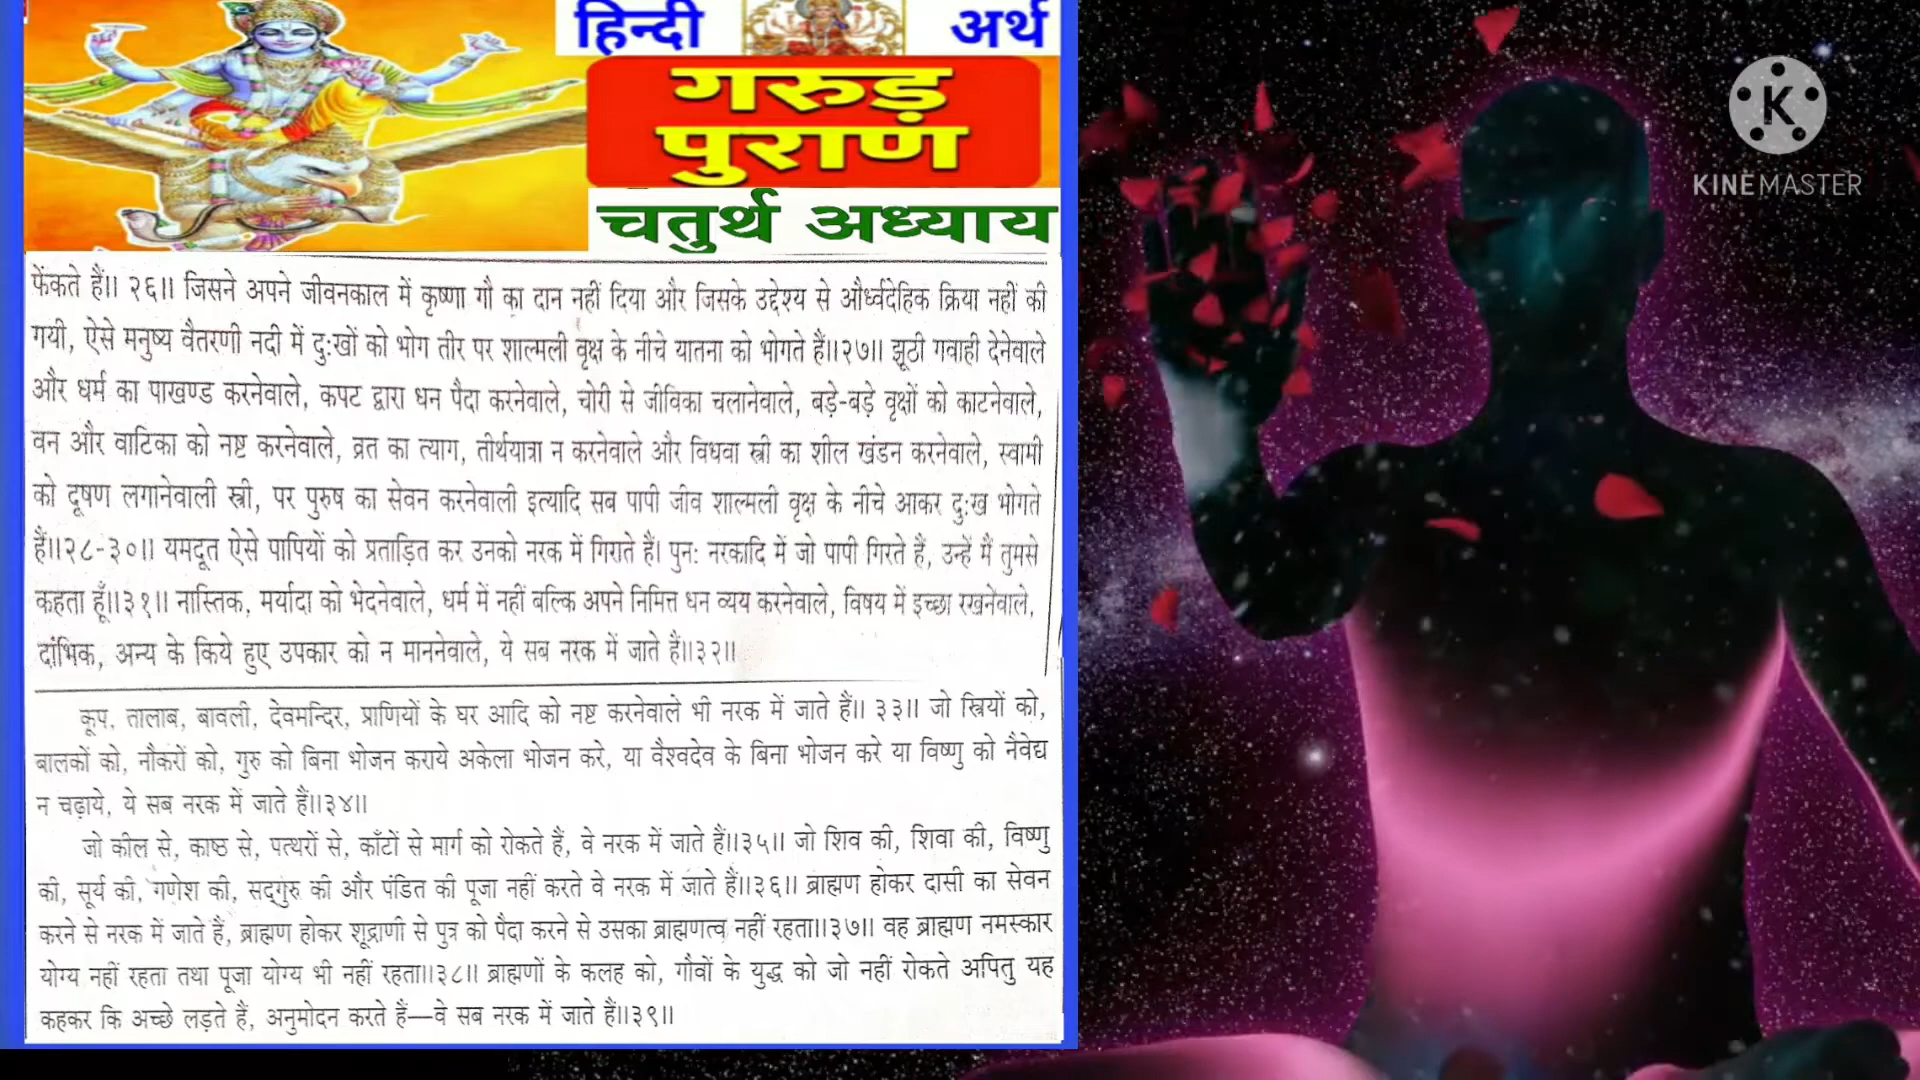 हिन्दी अर्थ
गरुड़
पुराण
चतुर्थ अध्याय
फेंकते हैं॥ २६॥ जिसने अपने जीवनकाल में कृष्णा गौ का दान नहीं दिया और जिसके उद्देश्य से और्ध्वदेहिक क्रिया नहीं की
गयी, ऐसे मनुष्य वैतरणी नदी में दुःखों को भोग तीर पर शाल्मली वृक्ष के नीचे यातना को भोगते हैं॥२७॥ झूठी गवाही देनेवाले
और धर्म का पाखण्ड करनेवाले, कपट द्वारा धन पैदा करनेवाले, चोरी से जीविका चलानेवाले, बड़े-बड़े वृक्षों को काटनेवाले,
वन और वाटिका को नष्ट करनेवाले, व्रत का त्याग, तीर्थयात्रा न करनेवाले और विधवा स्त्री का शील खंडन करनेवाले, स्वामी
को दूषण लगानेवाली स्त्री, पर पुरुष का सेवन करनेवाली इत्यादि सब पापी जीव शाल्मली वृक्ष के नीचे आकर दुःख भोगते
हैं॥२८-३०॥ यमदूत ऐसे पापियों को प्रताड़ित कर उनको नरक में गिराते हैं। पुनः नरकादि में जो पापी गिरते हैं, उन्हें मैं तुमसे
कहता हूँ॥३१॥ नास्तिक, मर्यादा को भेदनेवाले, धर्म में नहीं बल्कि अपने निमित्त धन व्यय करनेवाले, विषय में इच्छा रखनेवाले,
दांभिक, अन्य के किये हुए उपकार को न माननेवाले, ये सब नरक में जाते हैं॥३२॥
कूप, तालाब, बावली, देवमन्दिर, प्राणियों के घर आदि को नष्ट करनेवाले भी नरक में जाते हैं॥ ३३॥ जो स्त्रियों को,
बालकों को, नौकरों को, गुरु को बिना भोजन कराये अकेला भोजन करे, या वैश्वदेव के बिना भोजन करे या विष्णु को नैवेद्य
न चढ़ाये, ये सब नरक में जाते हैं॥३४॥
जो कील से, काष्ठ से, पत्थरों से, काँटों से मार्ग को रोकते हैं, वे नरक में जाते हैं॥३५॥ जो शिव की, शिवा की, विष्णु
की, सूर्य की, गणेश की, सद्गुरु की और पंडित की पूजा नहीं करते वे नरक में जाते हैं॥३६॥ ब्राह्मण होकर दासी का सेवन
करने से नरक में जाते हैं, ब्राह्मण होकर शूद्राणी से पुत्र को पैदा करने से उसका ब्राह्मणत्व नहीं रहता॥३७॥ वह ब्राह्मण नमस्कार
योग्य नहीं रहता तथा पूजा योग्य भी नहीं रहता॥३८॥ ब्राह्मणों के कलह को, गौवों के युद्ध को जो नहीं रोकते अपितु यह
कहकर कि अच्छे लड़ते हैं, अनुमोदन करते हैं—वे सब नरक में जाते हैं॥३९॥
K
KINEMASTER